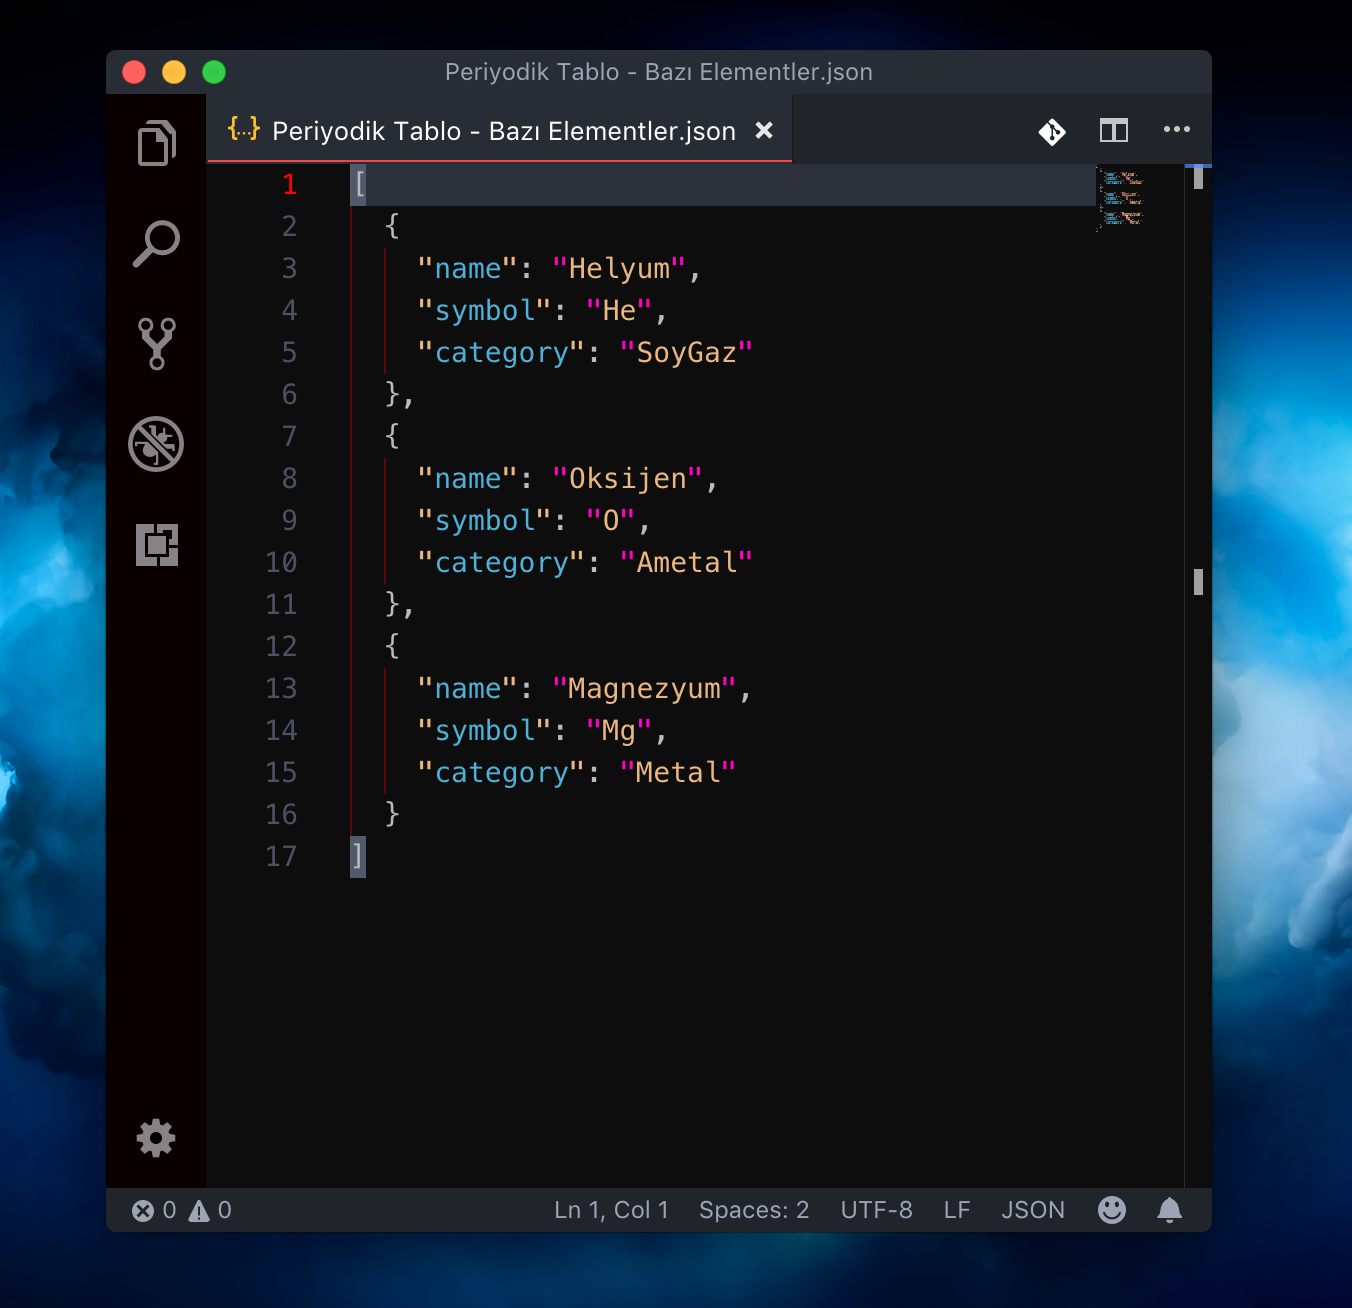 Periyodik Tablo - Bazı Elementler.json
{...} Periyodik Tablo - Bazı Elementler.json
1 [
2 {
3 "name": "Helyum",
4 "symbol": "He",
5 "category": "SoyGaz"
6 },
7 {
8 "name": "Oksijen",
9 "symbol": "O",
10 "category": "Ametal"
11 },
12 {
13 "name": "Magnezyum",
14 "symbol": "Mg",
15 "category": "Metal"
16 }
17 ]
0 0 Ln 1, Col 1 Spaces: 2 UTF-8 LF JSON